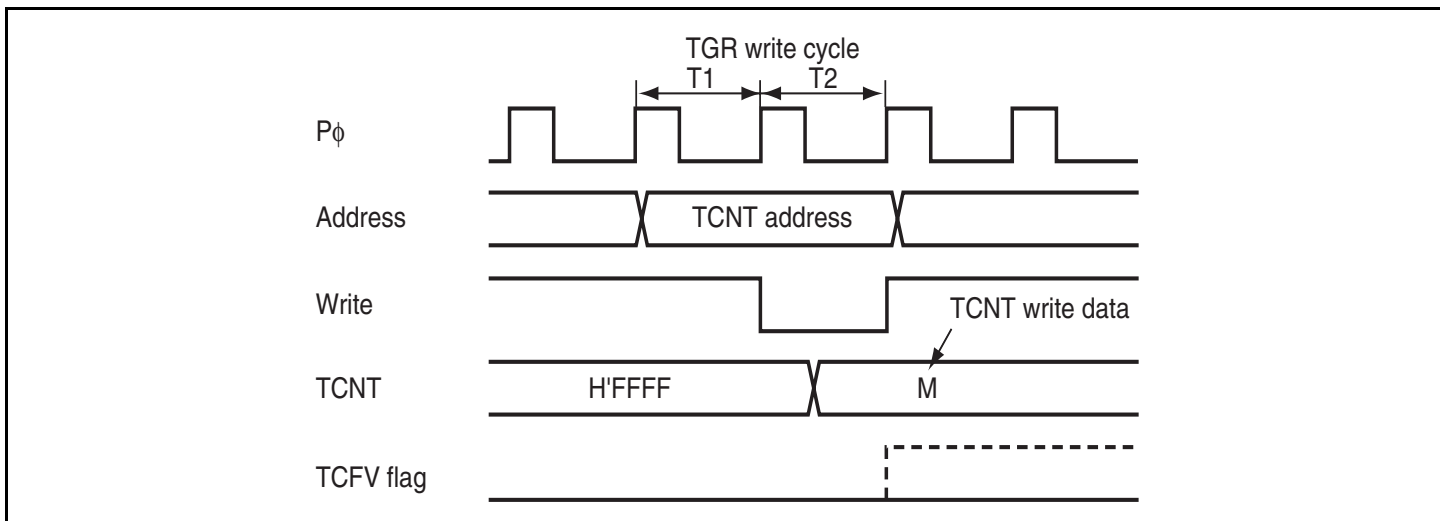 TGR write cycle
T1 T2
Pϕ
Address TCNT address
Write
TCNT write data
TCNT H'FFFF M
TCFV flag